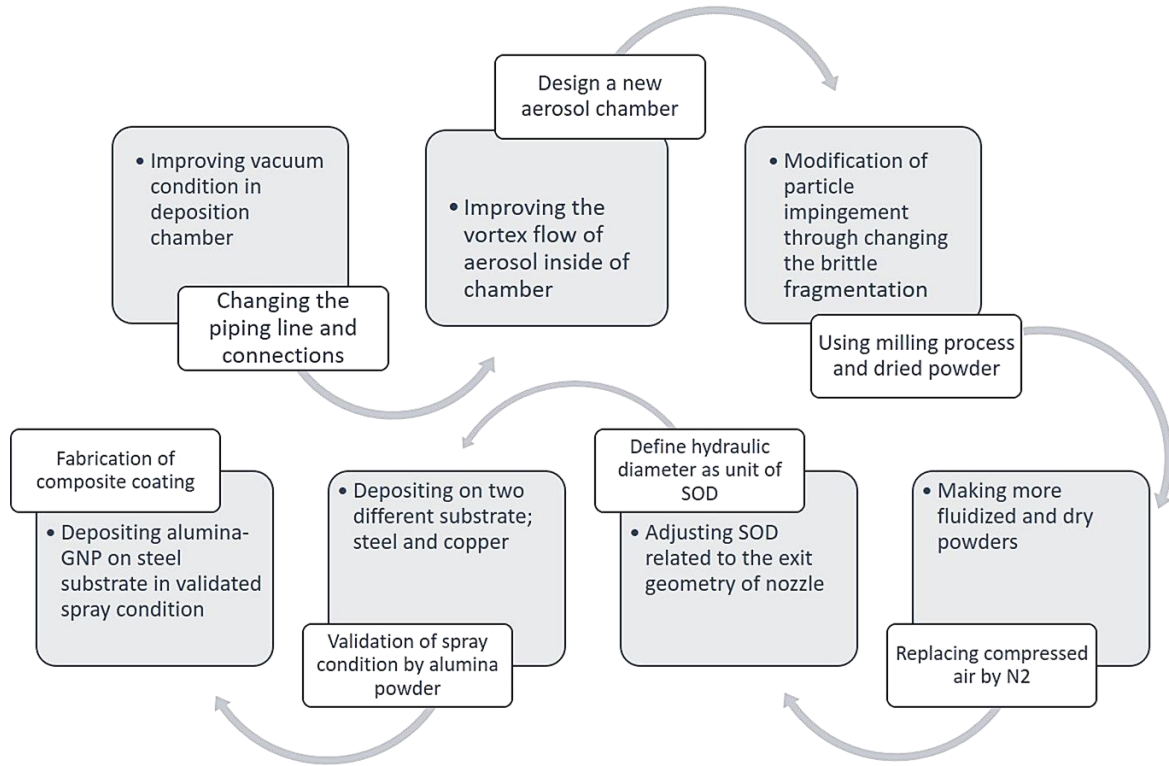 • Improving vacuum
condition in
deposition
chamber
Changing the
piping line and
connections
Design a new
aerosol chamber
• Improving the
vortex flow of
aerosol inside of
chamber
• Modification of
particle
impingement
through changing
the brittle
fragmentation
Using milling process
and dried powder
• Making more
fluidized and dry
powders
Replacing compressed
air by N2
Define hydraulic
diameter as unit of
SOD
• Adjusting SOD
related to the exit
geometry of nozzle
• Depositing on two
different substrate;
steel and copper
Validation of spray
condition by alumina
powder
Fabrication of
composite coating
• Depositing alumina-
GNP on steel
substrate in validated
spray condition